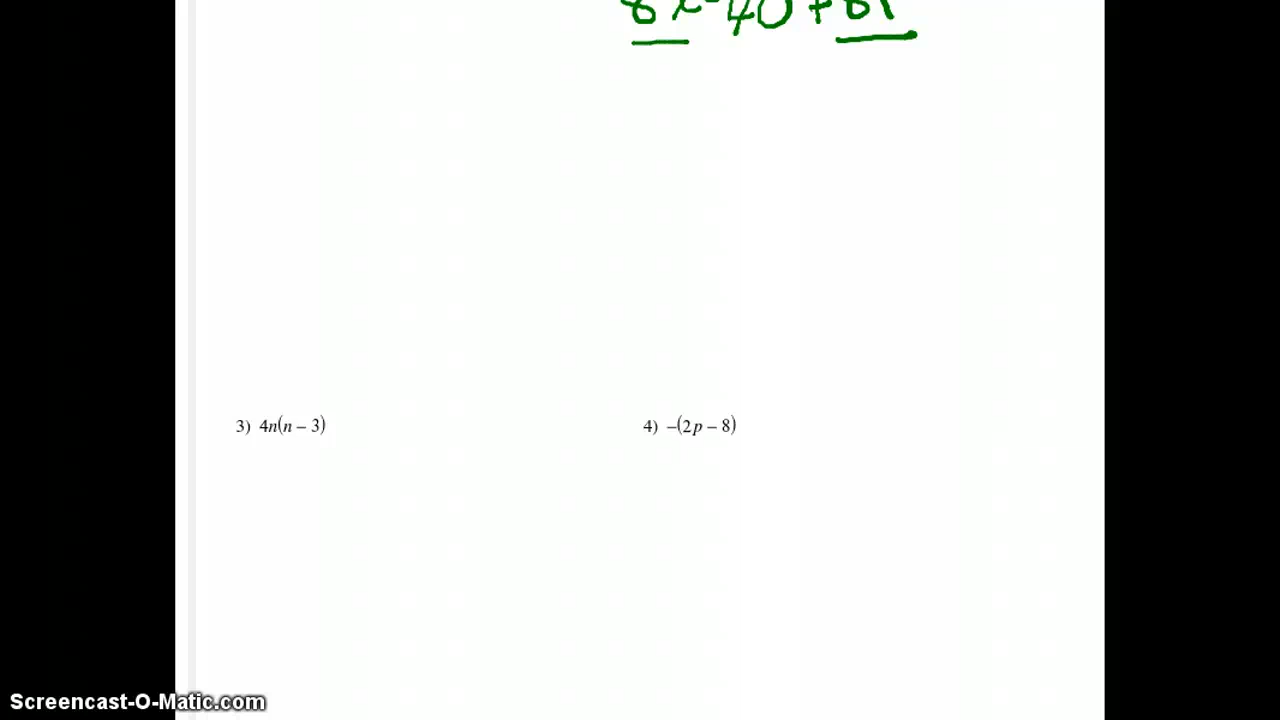 3) 4n(n – 3)
4) –(2p – 8)
Screencast-O-Matic.com